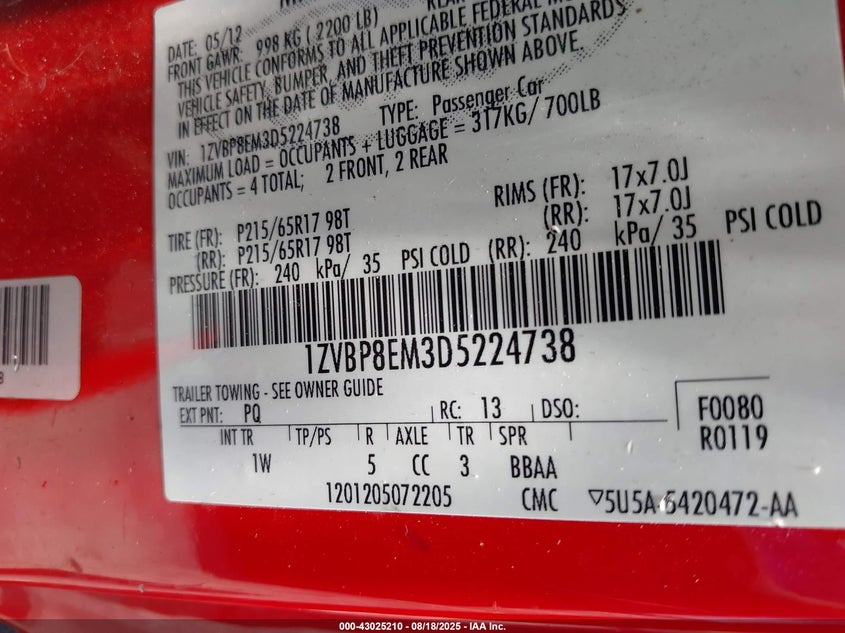 DATE: 05/12
FRONT GAWR: 998 KG ( 2200 LB)
THIS VEHICLE CONFORMS TO ALL APPLICABLE FEDERAL
VEHICLE SAFETY, BUMPER, AND THEFT PREVENTION STANDARDS
IN EFFECT ON THE DATE OF MANUFACTURE SHOWN ABOVE.
VIN: 1ZVBP8EM3D5224738 TYPE: Passenger Car
MAXIMUM LOAD = OCCUPANTS + LUGGAGE = 317KG/ 700LB
OCCUPANTS = 4 TOTAL; 2 FRONT, 2 REAR
TIRE (FR): P215/65R17 98T RIMS (FR): 17x7.0J
(RR): P215/65R17 98T (RR): 17x7.0J
PRESSURE (FR): 240 kPa/ 35 PSI COLD (RR): 240 kPa/ 35 PSI COLD
1ZVBP8EM3D5224738
TRAILER TOWING - SEE OWNER GUIDE
EXT PNT: PQ RC: 13 DSO: F0080
INT TR TP/PS R AXLE TR SPR R0119
1W 5 CC 3 BBAA
1201205072205 CMC ▽5U5A-6420472-AA
000-43025210 - 08/18/2025 - IAA Inc.